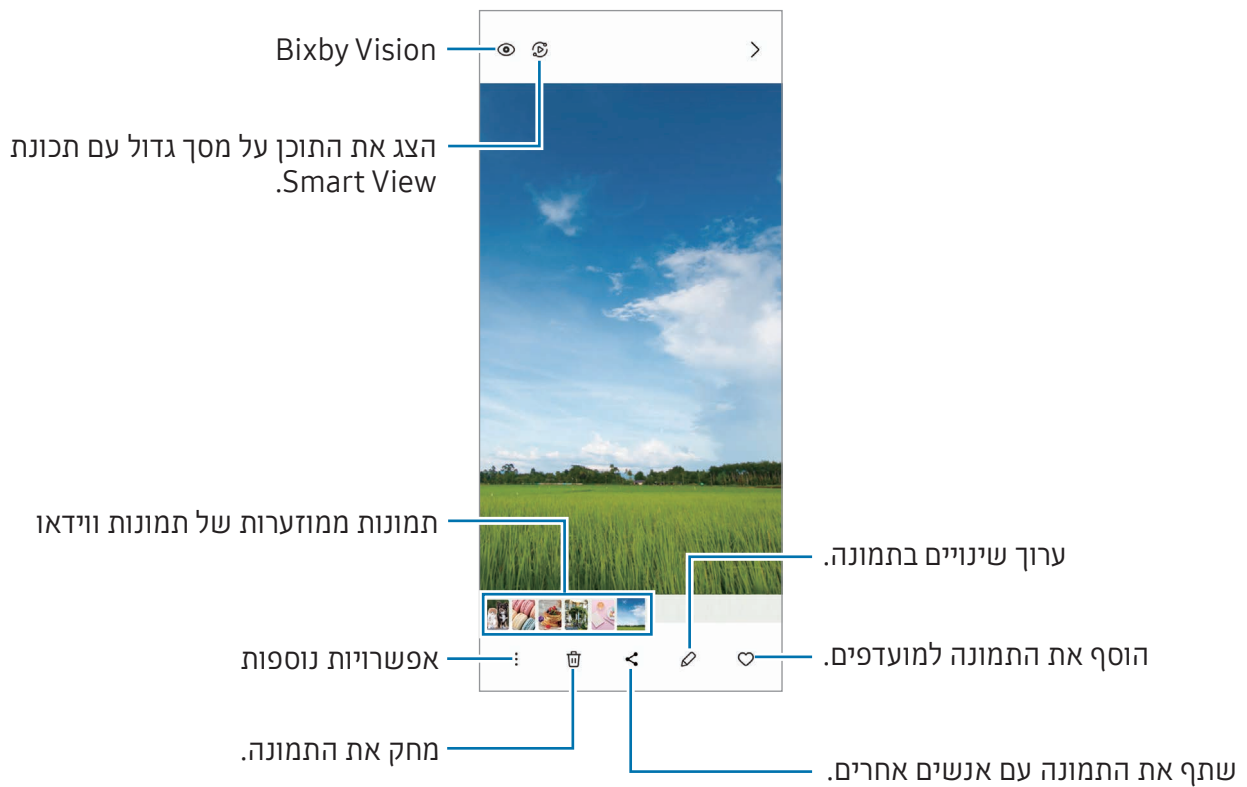 Bixby Vision
הצג את התוכן על מסך גדול עם תכונת
Smart View.
תמונות ממוזערות של תמונות ווידאו
ערוך שינויים בתמונה.
אפשרויות נוספות
הוסף את התמונה למועדפים.
מחק את התמונה.
שתף את התמונה עם אנשים אחרים.